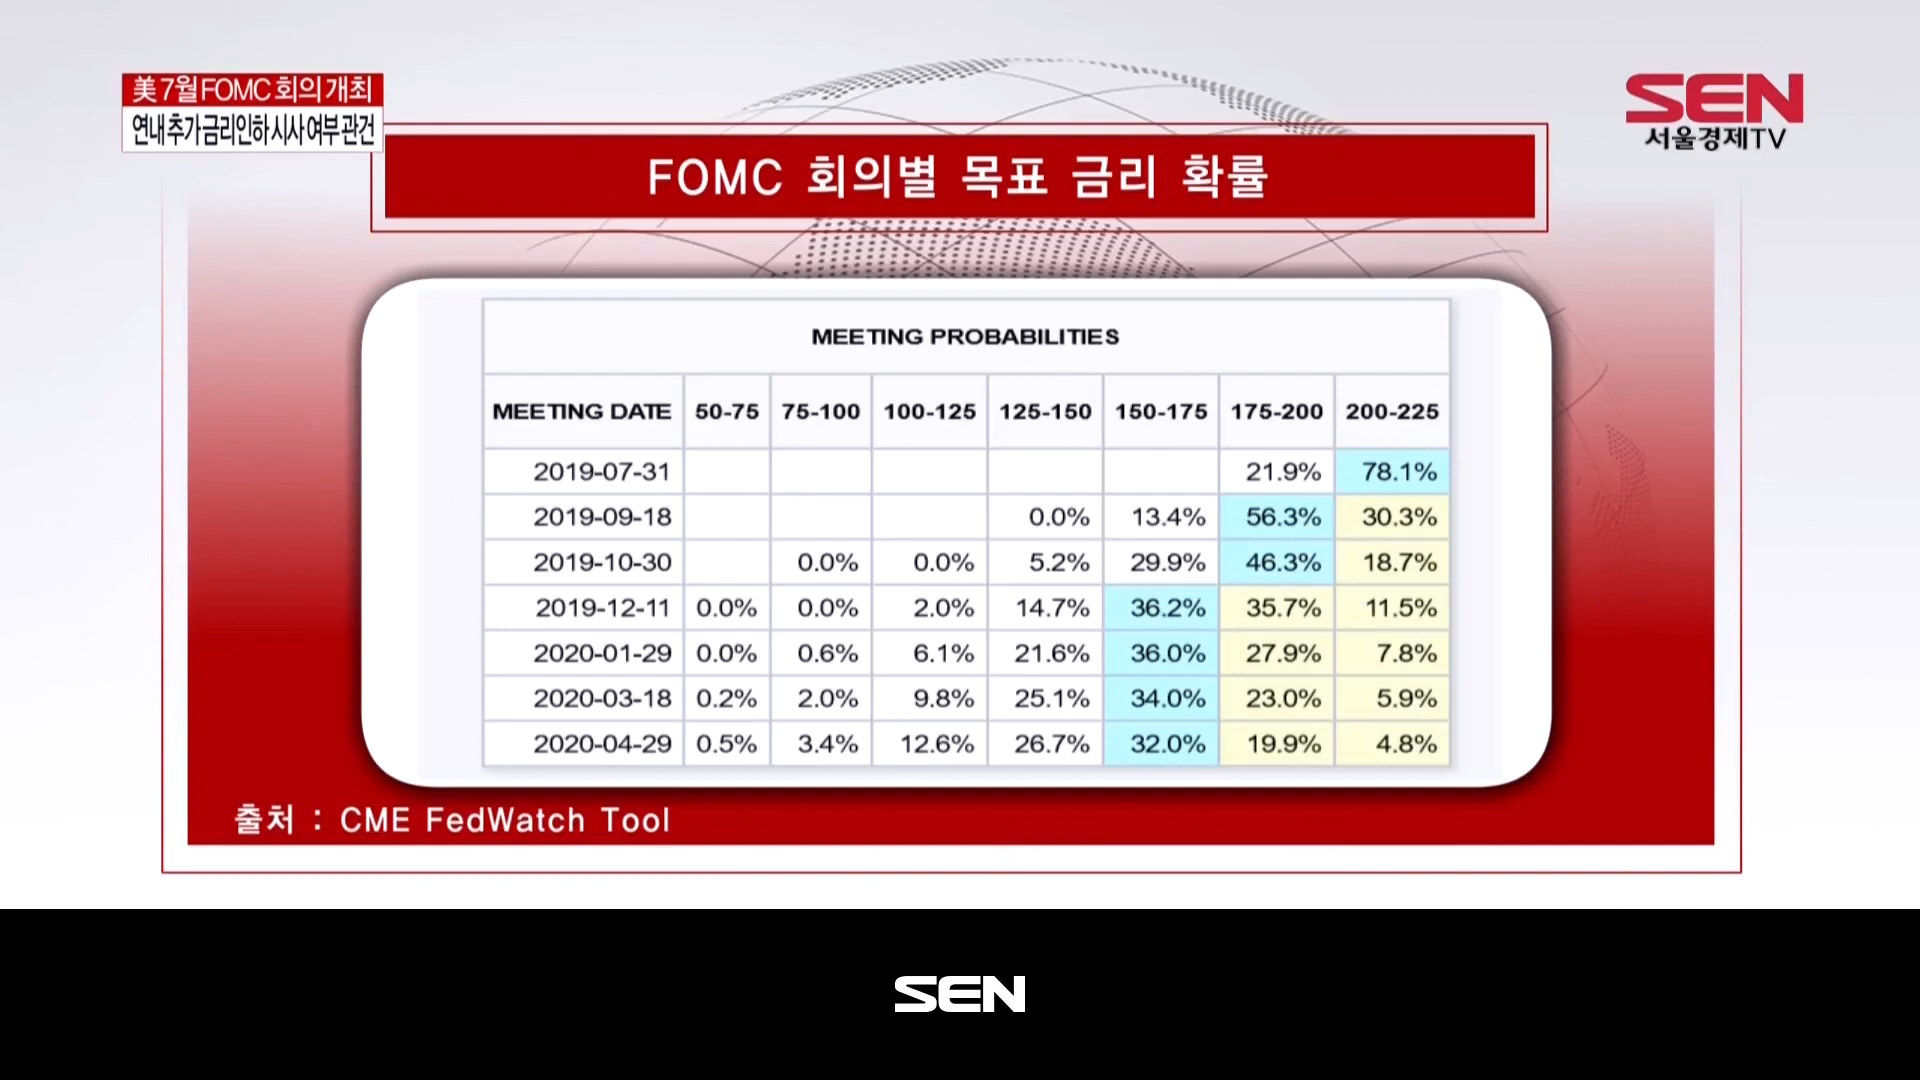 美 7월 FOMC 회의 개최
연내 추가 금리인하 시사 여부 관건
SEN
서울경제TV
FOMC 회의별 목표 금리 확률
MEETING PROBABILITIES
MEETING DATE 50-75 75-100 100-125 125-150 150-175 175-200 200-225
2019-07-31 21.9% 78.1%
2019-09-18 0.0% 13.4% 56.3% 30.3%
2019-10-30 0.0% 0.0% 5.2% 29.9% 46.3% 18.7%
2019-12-11 0.0% 0.0% 2.0% 14.7% 36.2% 35.7% 11.5%
2020-01-29 0.0% 0.6% 6.1% 21.6% 36.0% 27.9% 7.8%
2020-03-18 0.2% 2.0% 9.8% 25.1% 34.0% 23.0% 5.9%
2020-04-29 0.5% 3.4% 12.6% 26.7% 32.0% 19.9% 4.8%
출처 : CME FedWatch Tool
SEN